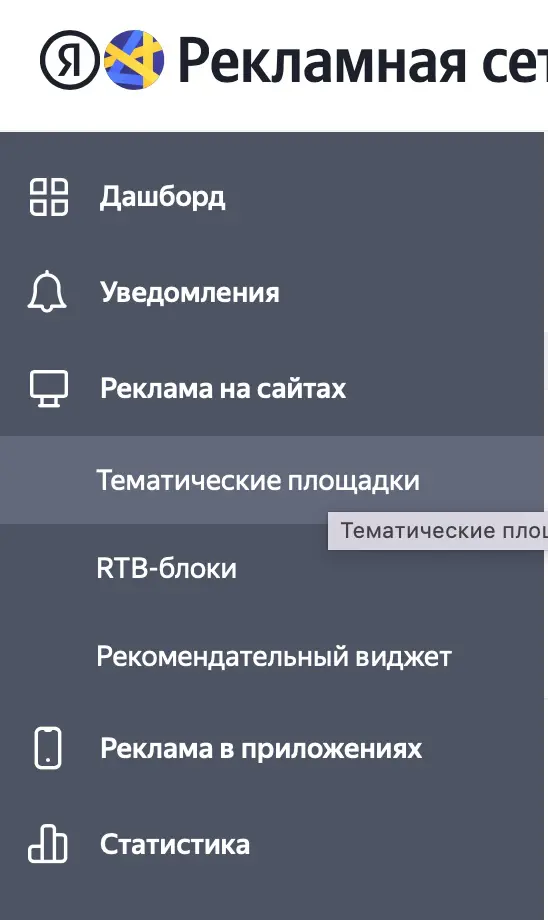 Я Рекламная сет
Дашборд
Уведомления
Реклама на сайтах
Тематические площадки
Тематические площ
RTB-блоки
Рекомендательный виджет
Реклама в приложениях
Статистика